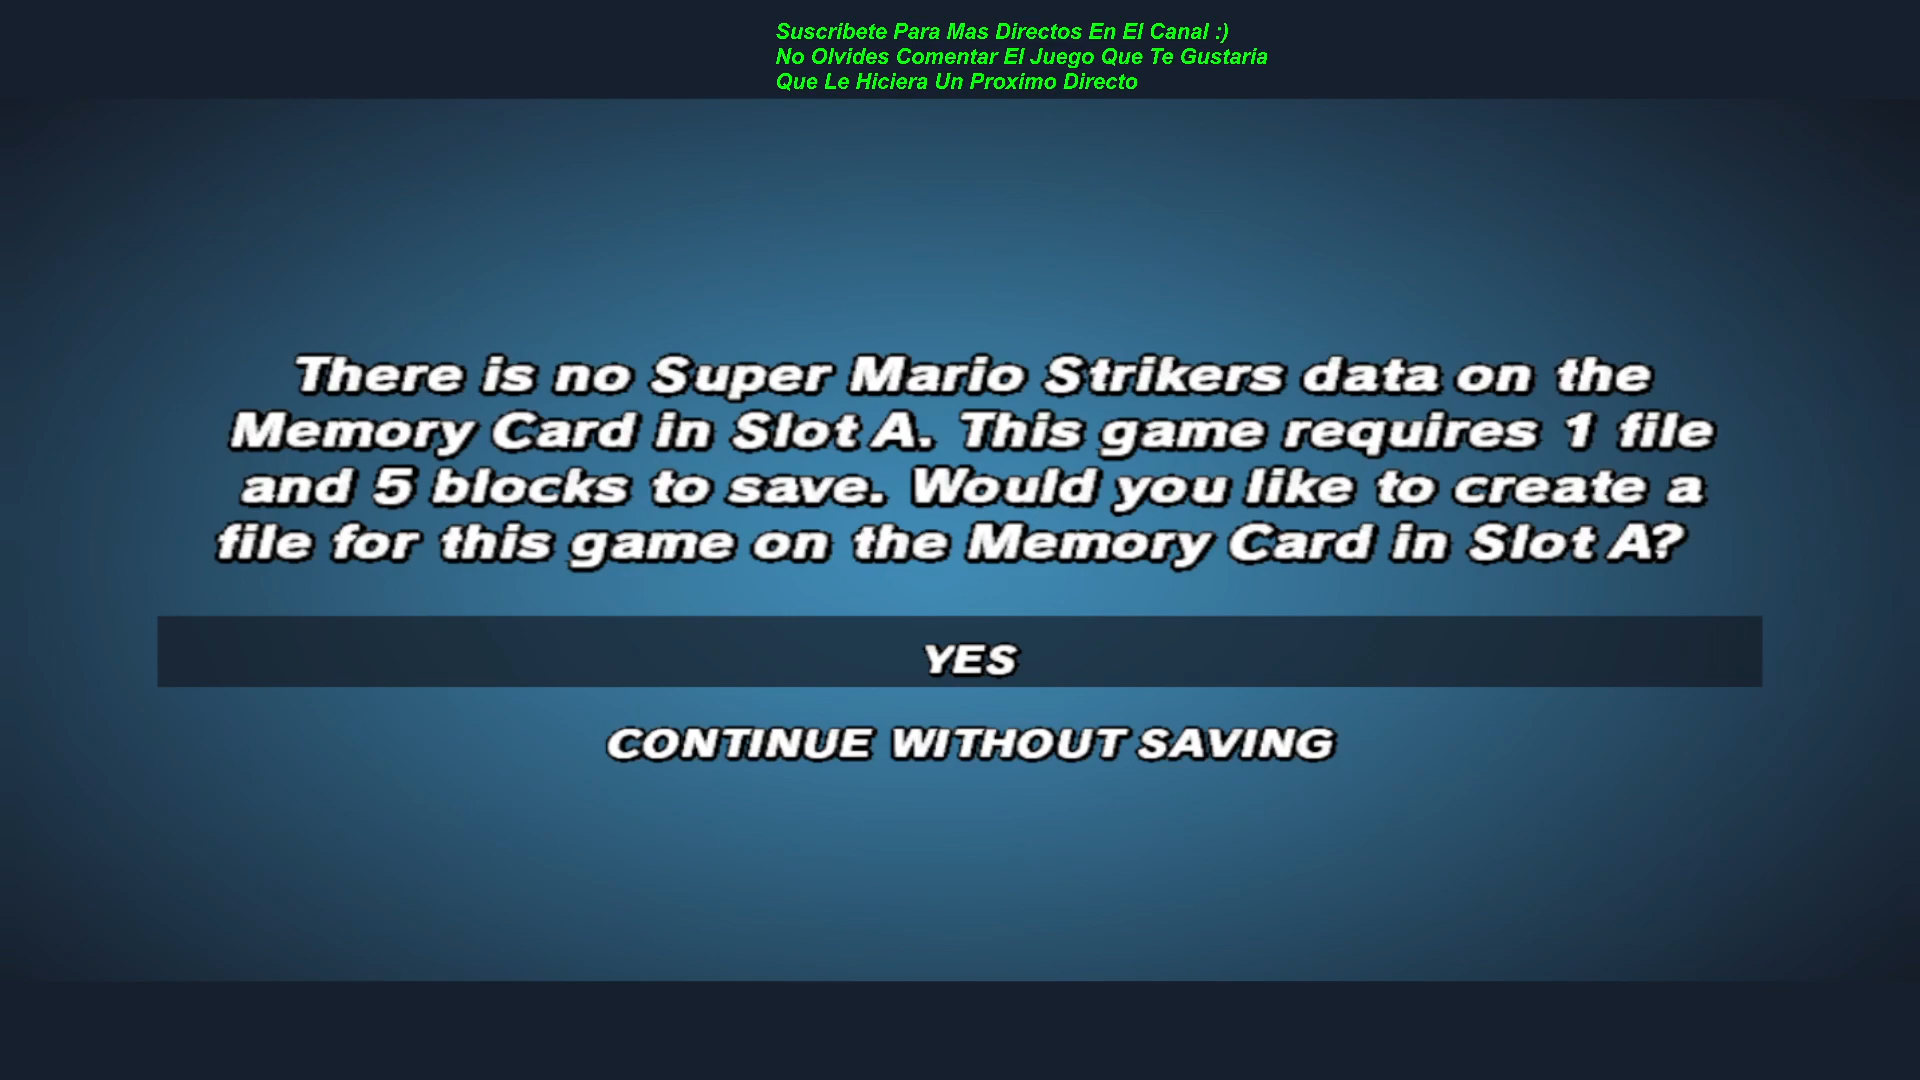 Suscribete Para Mas Directos En El Canal :)
No Olvides Comentar El Juego Que Te Gustaria
Que Le Hiciera Un Proximo Directo
There is no Super Mario Strikers data on the
Memory Card in Slot A. This game requires 1 file
and 5 blocks to save. Would you like to create a
file for this game on the Memory Card in Slot A?
YES
CONTINUE WITHOUT SAVING